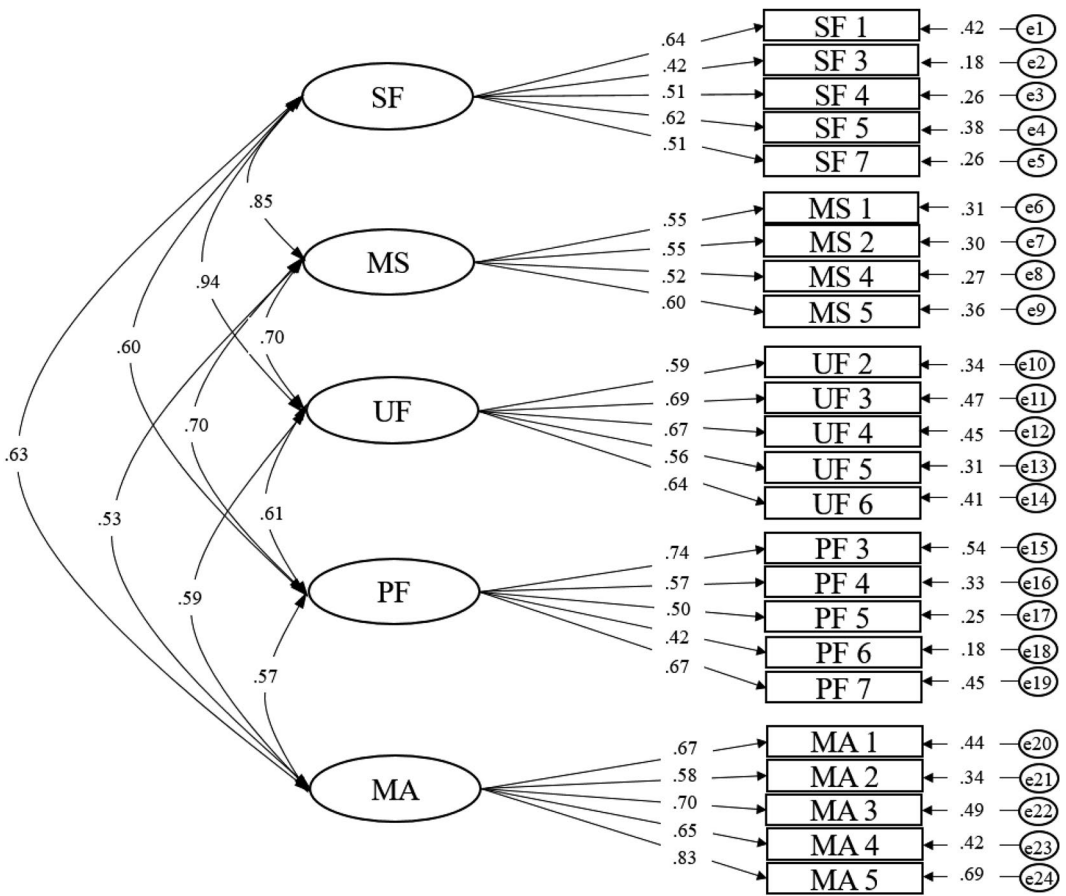 SF
MS
UF
PF
MA
.85
.94
.60
.63
.70
.70
.53
.61
.59
.57
.64 SF 1 .42 e1
.42 SF 3 .18 e2
.51 SF 4 .26 e3
.62 SF 5 .38 e4
.51 SF 7 .26 e5
.55 MS 1 .31 e6
.55 MS 2 .30 e7
.52 MS 4 .27 e8
.60 MS 5 .36 e9
.59 UF 2 .34 e10
.69 UF 3 .47 e11
.67 UF 4 .45 e12
.56 UF 5 .31 e13
.64 UF 6 .41 e14
.74 PF 3 .54 e15
.57 PF 4 .33 e16
.50 PF 5 .25 e17
.42 PF 6 .18 e18
.67 PF 7 .45 e19
.67 MA 1 .44 e20
.58 MA 2 .34 e21
.70 MA 3 .49 e22
.65 MA 4 .42 e23
.83 MA 5 .69 e24